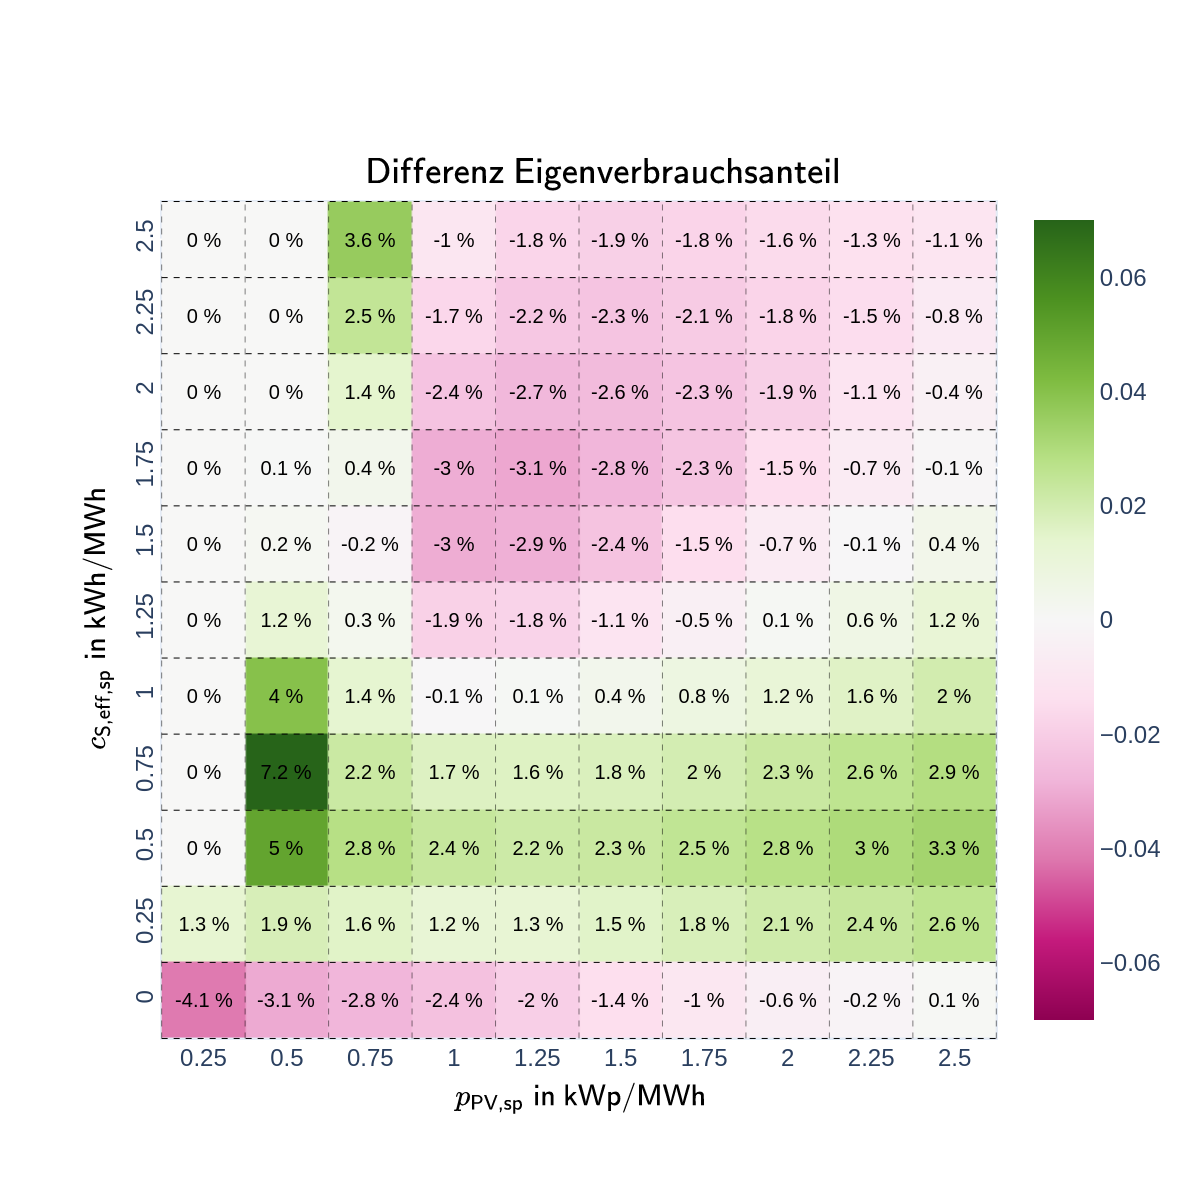 Differenz Eigenverbrauchsanteil
2.5 0 % 0 % 3.6 % -1 % -1.8 % -1.9 % -1.8 % -1.6 % -1.3 % -1.1 %
2.25 0 % 0 % 2.5 % -1.7 % -2.2 % -2.3 % -2.1 % -1.8 % -1.5 % -0.8 %
2 0 % 0 % 1.4 % -2.4 % -2.7 % -2.6 % -2.3 % -1.9 % -1.1 % -0.4 %
1.75 0 % 0.1 % 0.4 % -3 % -3.1 % -2.8 % -2.3 % -1.5 % -0.7 % -0.1 %
1.5 0 % 0.2 % -0.2 % -3 % -2.9 % -2.4 % -1.5 % -0.7 % -0.1 % 0.4 %
1.25 0 % 1.2 % 0.3 % -1.9 % -1.8 % -1.1 % -0.5 % 0.1 % 0.6 % 1.2 %
1 0 % 4 % 1.4 % -0.1 % 0.1 % 0.4 % 0.8 % 1.2 % 1.6 % 2 %
0.75 0 % 7.2 % 2.2 % 1.7 % 1.6 % 1.8 % 2 % 2.3 % 2.6 % 2.9 %
0.5 0 % 5 % 2.8 % 2.4 % 2.2 % 2.3 % 2.5 % 2.8 % 3 % 3.3 %
0.25 1.3 % 1.9 % 1.6 % 1.2 % 1.3 % 1.5 % 1.8 % 2.1 % 2.4 % 2.6 %
0 -4.1 % -3.1 % -2.8 % -2.4 % -2 % -1.4 % -1 % -0.6 % -0.2 % 0.1 %
0.25 0.5 0.75 1 1.25 1.5 1.75 2 2.25 2.5
p PV,sp in kWp/MWh
c S,eff,sp in kWh/MWh
0.06
0.04
0.02
0
−0.02
−0.04
−0.06